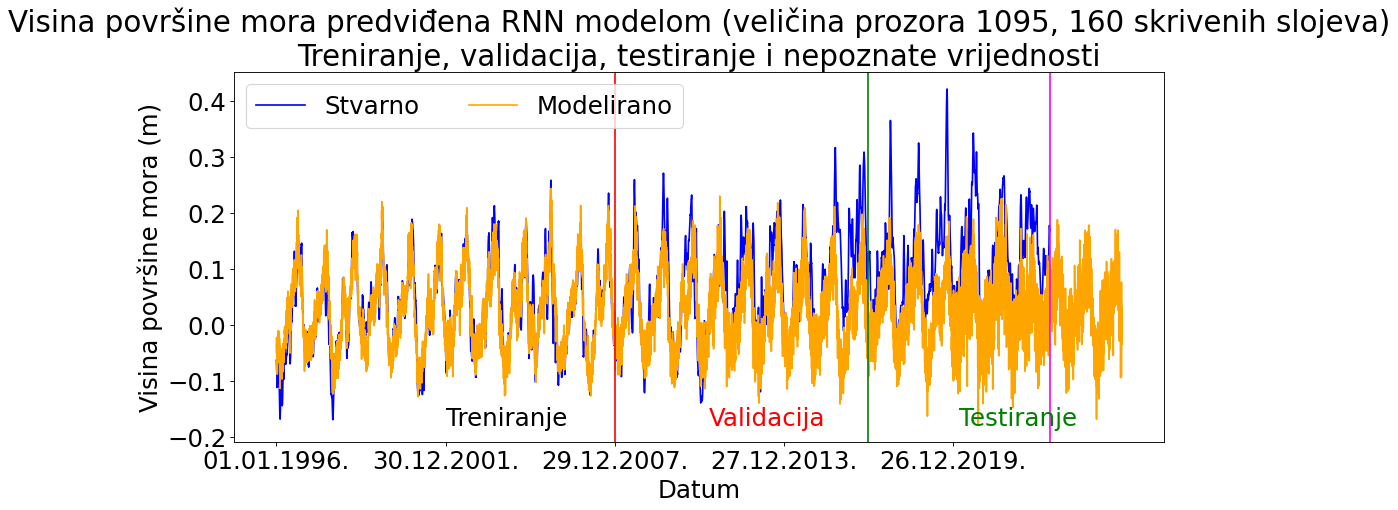 Visina površine mora predviđena RNN modelom (veličina prozora 1095, 160 skrivenih slojeva)
Treniranje, validacija, testiranje i nepoznate vrijednosti
Stvarno Modelirano
Visina površine mora (m)
0.4
0.3
0.2
0.1
0.0
−0.1
−0.2
Treniranje Validacija Testiranje
01.01.1996. 30.12.2001. 29.12.2007. 27.12.2013. 26.12.2019.
Datum